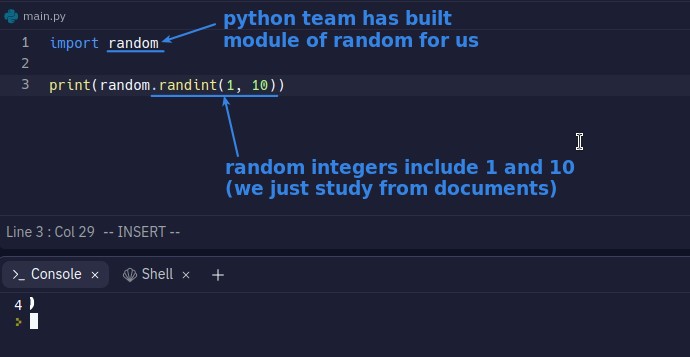 main.py
python team has built
module of random for us
1 import random
2
3 print(random.randint(1, 10))
random integers include 1 and 10
(we just study from documents)
Line 3 : Col 29 -- INSERT --
>_ Console × Shell × +
4
>